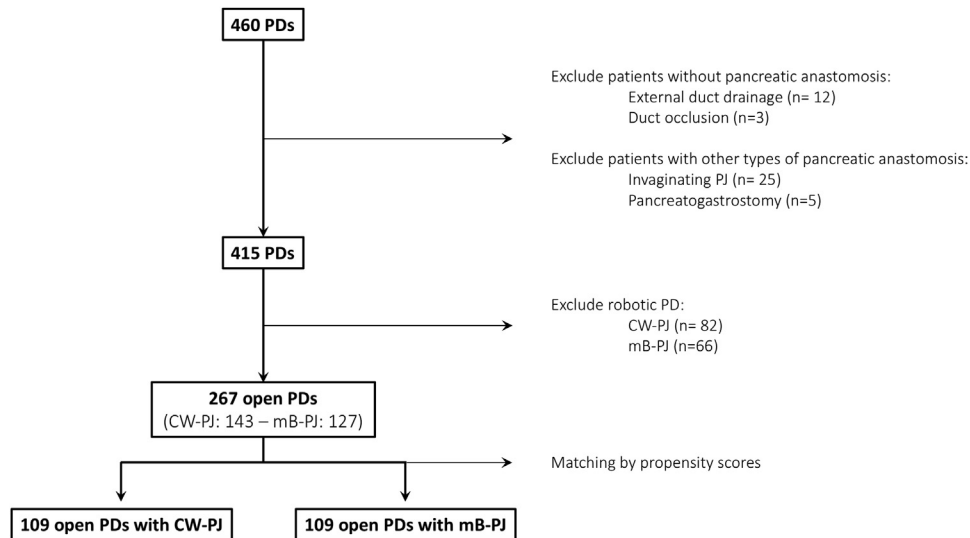 460 PDs
Exclude patients without pancreatic anastomosis:
External duct drainage (n= 12)
Duct occlusion (n=3)
Exclude patients with other types of pancreatic anastomosis:
Invaginating PJ (n= 25)
Pancreatogastrostomy (n=5)
415 PDs
Exclude robotic PD:
CW-PJ (n= 82)
mB-PJ (n=66)
267 open PDs
(CW-PJ: 143 – mB-PJ: 127)
Matching by propensity scores
109 open PDs with CW-PJ
109 open PDs with mB-PJ